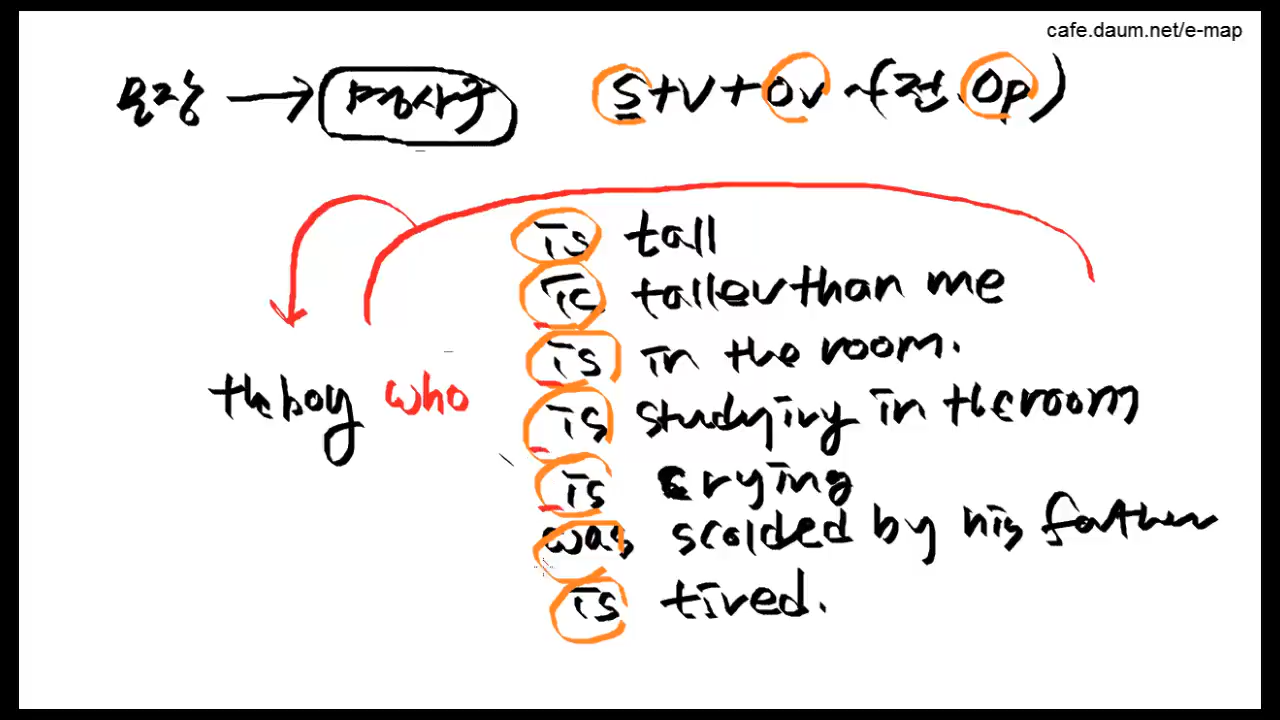 cafe.daum.net/e-map
문장 → 명사구 S+V+Ov ~(전 Op)
is tall
is taller than me
is in the room.
the boy who is studying in the room
is crying
was scolded by his father
is tired.